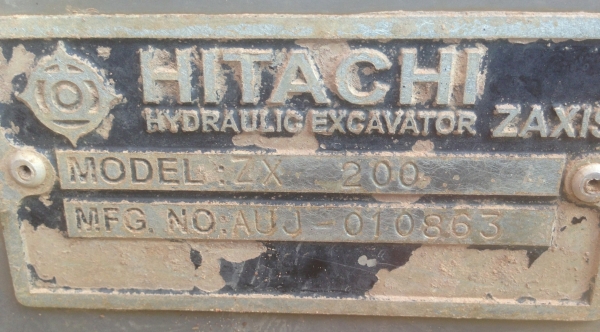 HITACHI
HYDRAULIC EXCAVATOR ZAXIS
MODEL: ZX 200
MFG. NO: AUJ-010863